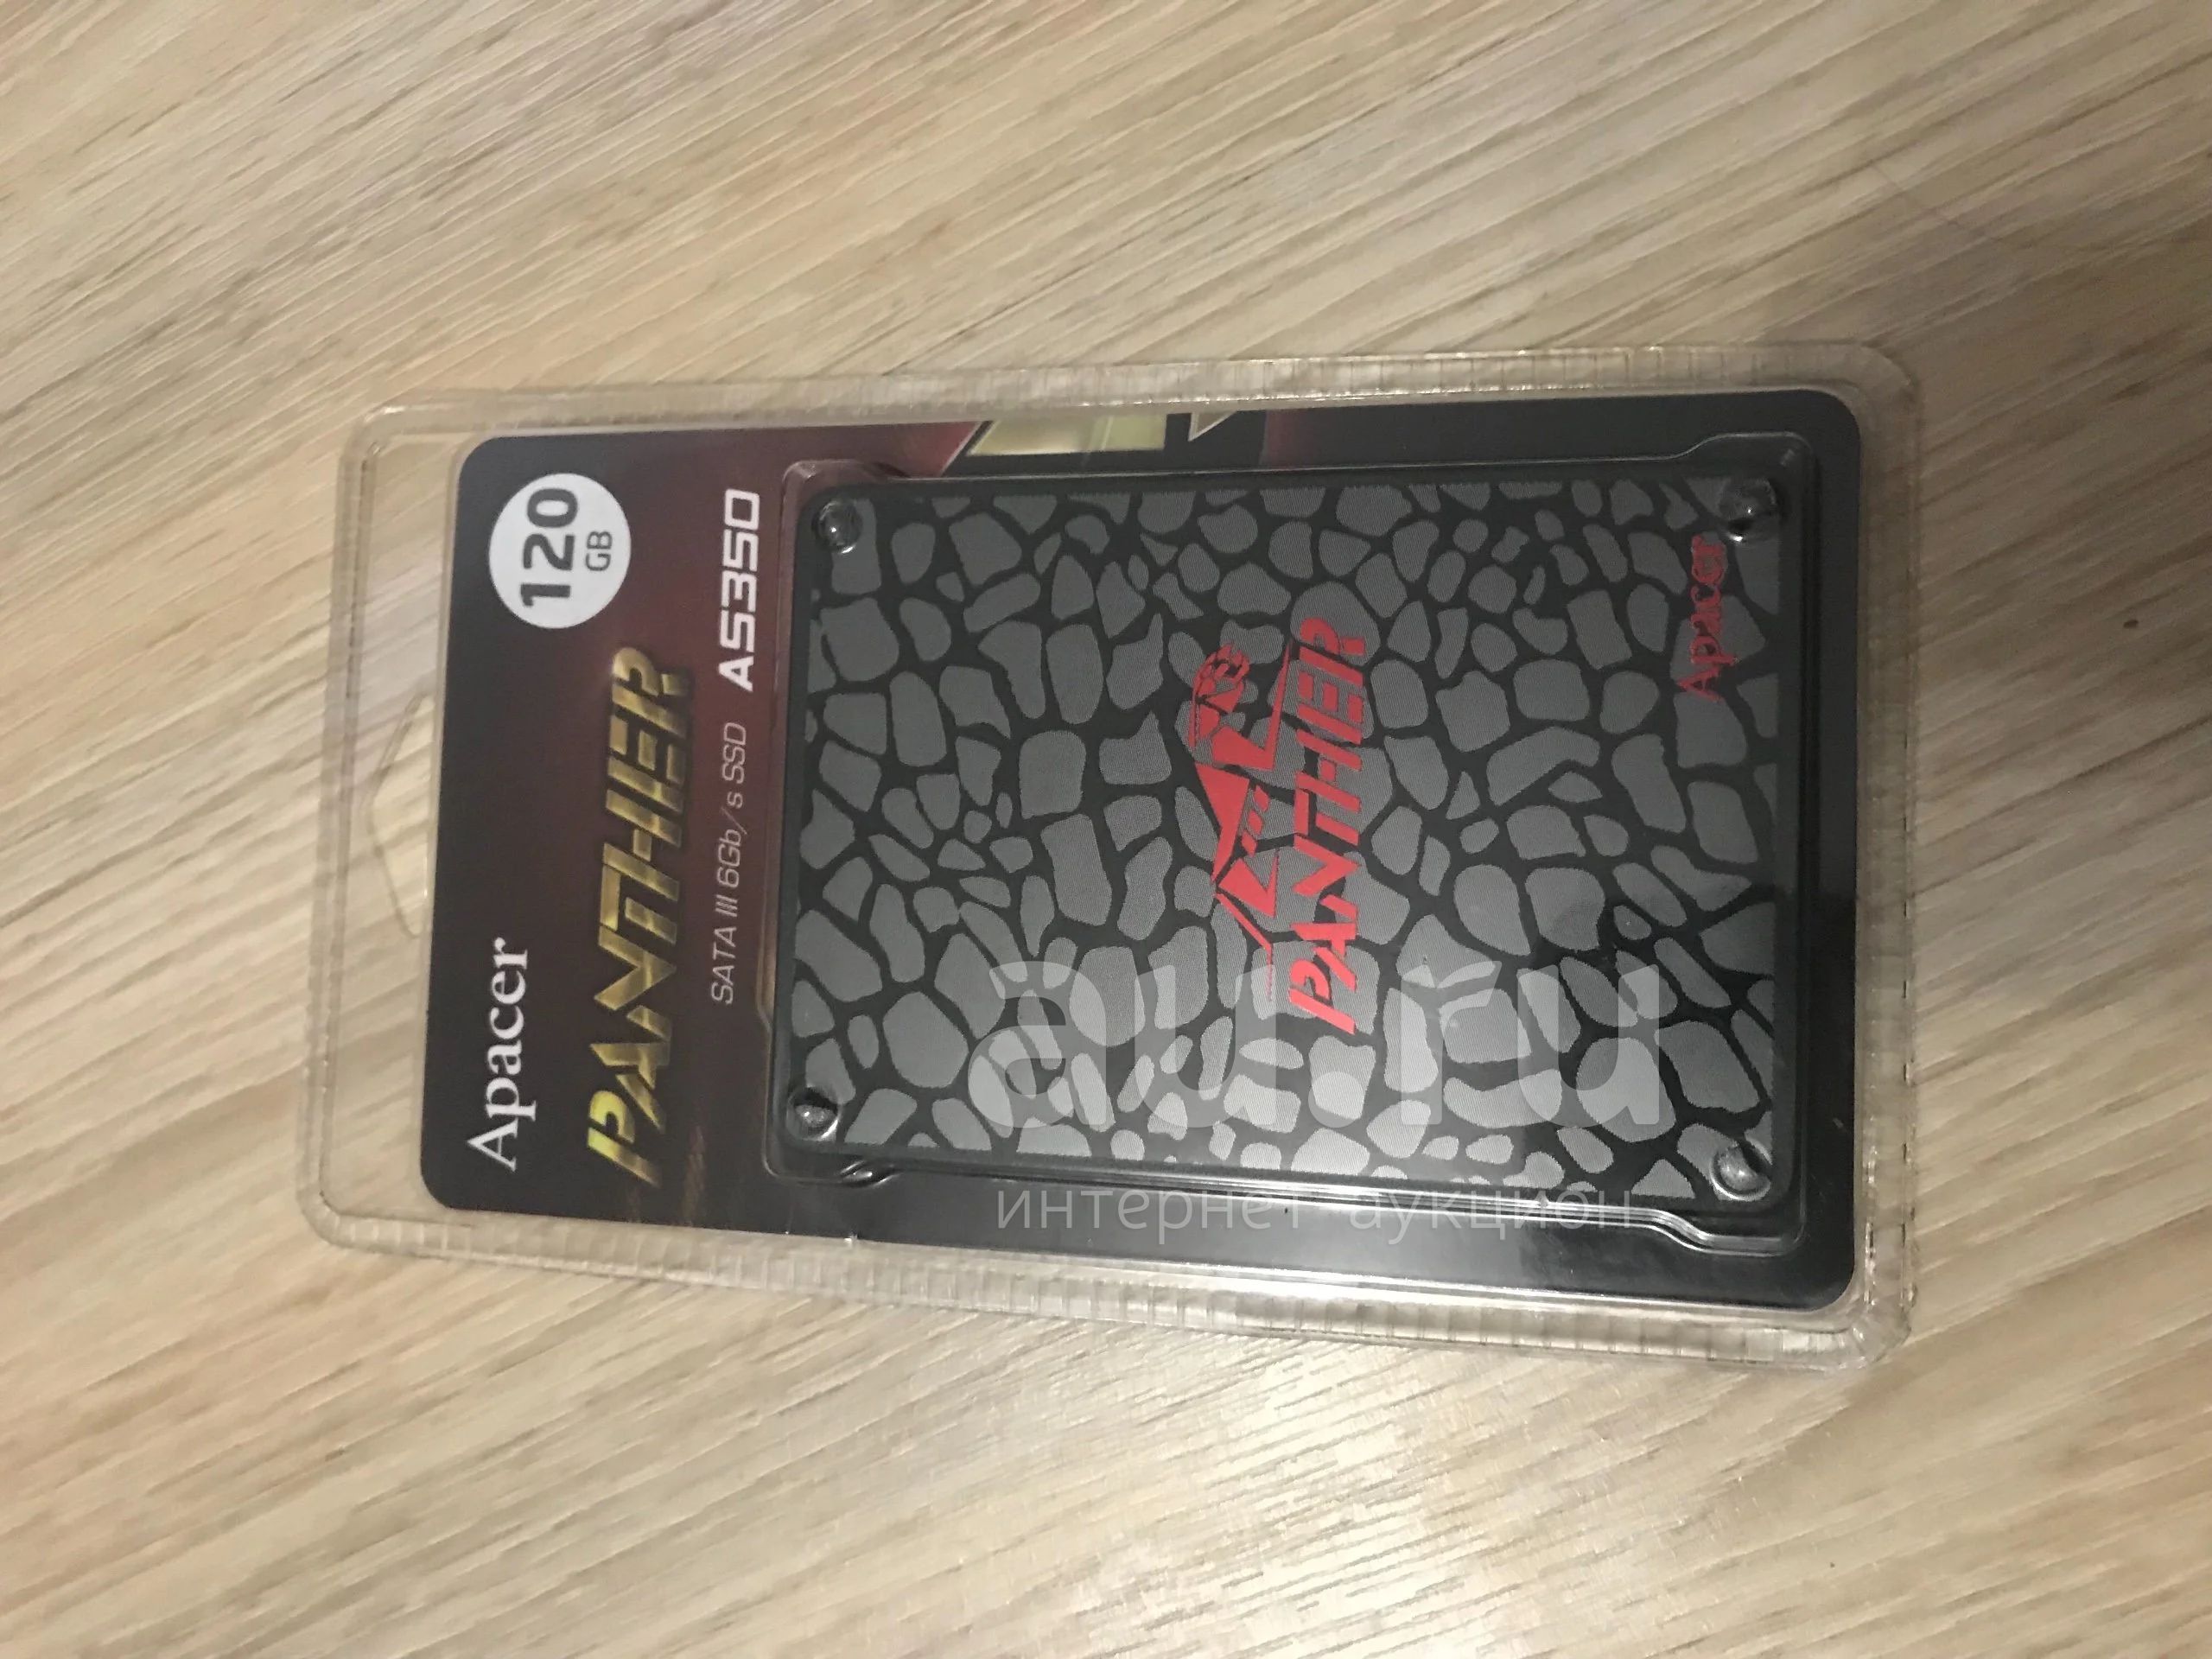 Apacer
120
GB
PANTHER
SATA III 6Gb/s SSD AS350
PANTHER
Apacer
au.ru
интернет аукцион